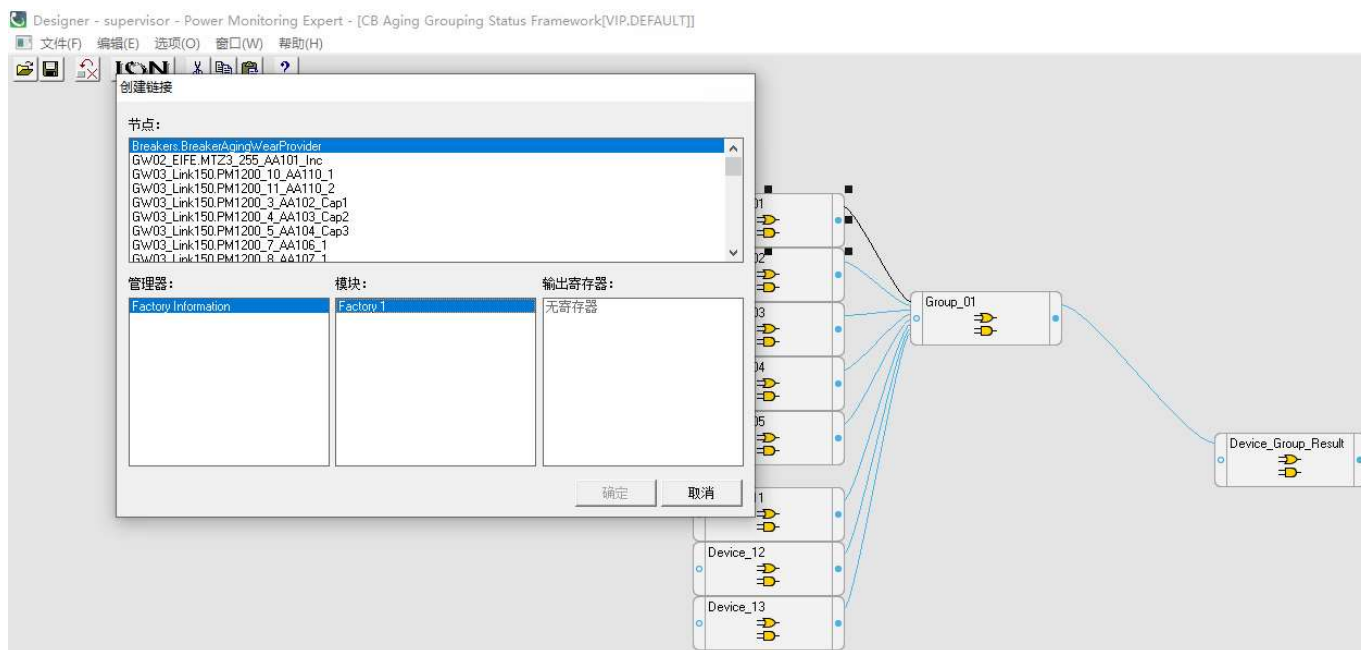 Designer - supervisor - Power Monitoring Expert - [CB Aging Grouping Status Framework[VIP.DEFAULT]]
文件(F) 编辑(E) 选项(O) 窗口(W) 帮助(H)
ION ?
创建链接
节点：
Breakers.BreakerAgingWearProvider
GW02_EIFE.MTZ3_255_AA101_Inc
GW03_Link150.PM1200_10_AA110_1
GW03_Link150.PM1200_11_AA110_2
GW03_Link150.PM1200_3_AA102_Cap1
GW03_Link150.PM1200_4_AA103_Cap2
GW03_Link150.PM1200_5_AA104_Cap3
GW03_Link150.PM1200_7_AA106_1
GW03_Link150.PM1200_8_AA107_1
管理器： 模块： 输出寄存器：
Factory Information Factory 1 无寄存器
确定 取消
01
02
03
04
05
11
Device_12
Device_13
Group_01
Device_Group_Result